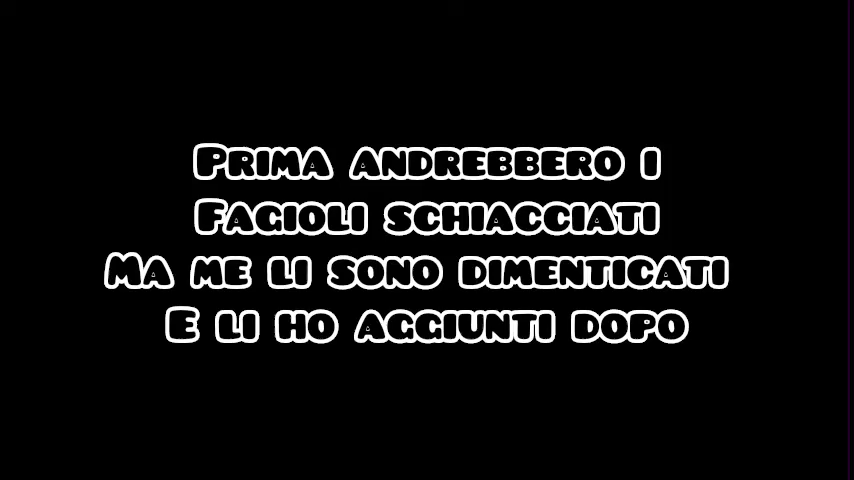 Prima andrebbero i
Fagioli schiacciati
Ma me li sono dimenticati
E li ho aggiunti dopo